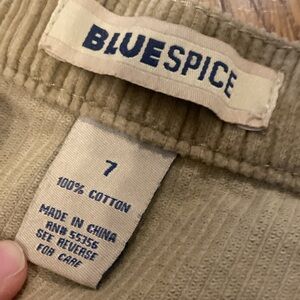 BLUESPICE
7
100% COTTON
MADE IN CHINA
RN# 55356
SEE REVERSE
FOR CARE